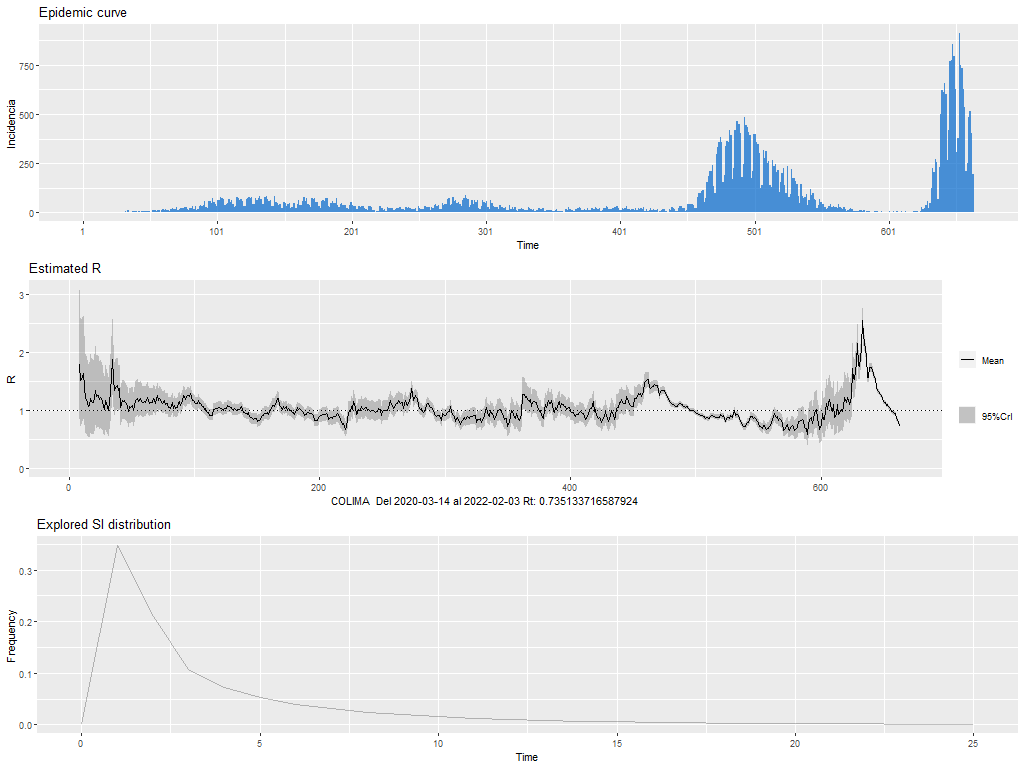 Epidemic curve
Incidencia
750
500
250
0
1
101
201
301
401
501
601
Time
Estimated R
R
3
2
1
0
Mean
95%CrI
0
200
400
600
COLIMA Del 2020-03-14 al 2022-02-03 Rt: 0.735133716587924
Explored SI distribution
Frequency
0.3
0.2
0.1
0.0
0
5
10
15
20
25
Time